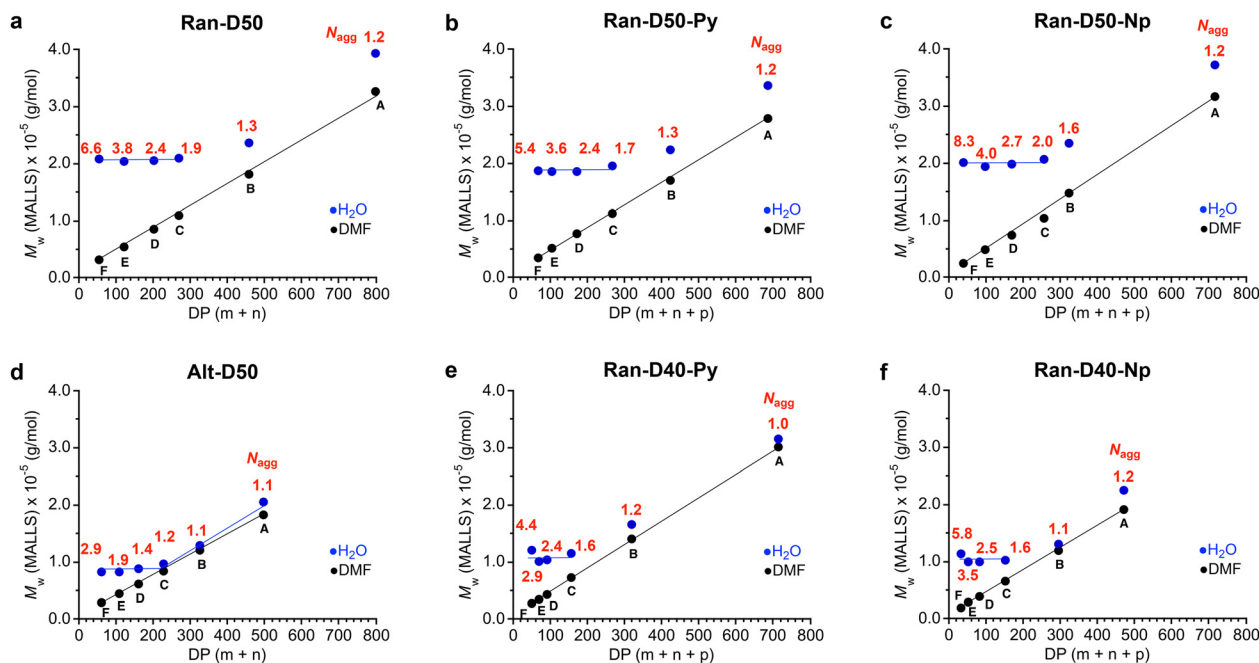 a Ran-D50
N_agg 1.2
4.0
3.0
2.0
1.0
0.0
6.6 3.8 2.4 1.9 1.3
A
B
C
D
E
F
H₂O
DMF
M_w (MALLS) x 10⁻⁵ (g/mol)
0 100 200 300 400 500 600 700 800
DP (m + n)
b Ran-D50-Py
N_agg
1.2
4.0
3.0
2.0
1.0
0.0
5.4 3.6 2.4 1.7 1.3
A
B
C
D
E
F
H₂O
DMF
M_w (MALLS) x 10⁻⁵ (g/mol)
0 100 200 300 400 500 600 700 800
DP (m + n + p)
c Ran-D50-Np
N_agg
1.2
4.0
3.0
2.0
1.0
0.0
8.3 4.0 2.7 2.0 1.6
A
B
C
D
E
F
H₂O
DMF
M_w (MALLS) x 10⁻⁵ (g/mol)
0 100 200 300 400 500 600 700 800
DP (m + n + p)
d Alt-D50
N_agg
1.1
4.0
3.0
2.0
1.0
0.0
2.9 1.9 1.4 1.2 1.1
A
B
C
D
E
F
H₂O
DMF
M_w (MALLS) x 10⁻⁵ (g/mol)
0 100 200 300 400 500 600 700 800
DP (m + n)
e Ran-D40-Py
N_agg
1.0
4.0
3.0
2.0
1.0
0.0
4.4 2.9 2.4 1.6 1.2
A
B
C
D
E
F
H₂O
DMF
M_w (MALLS) x 10⁻⁵ (g/mol)
0 100 200 300 400 500 600 700 800
DP (m + n + p)
f Ran-D40-Np
N_agg
1.2
4.0
3.0
2.0
1.0
0.0
5.8 3.5 2.5 1.6 1.1
A
B
C
D
E
F
H₂O
DMF
M_w (MALLS) x 10⁻⁵ (g/mol)
0 100 200 300 400 500 600 700 800
DP (m + n + p)